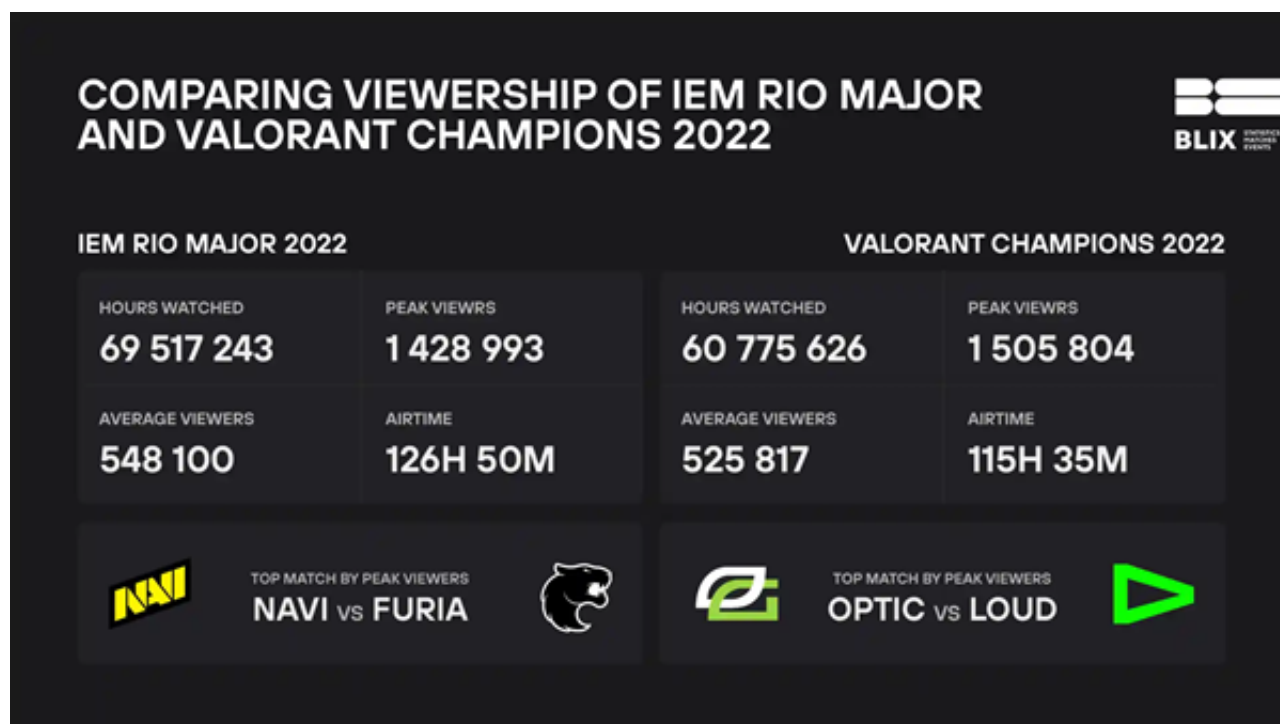 COMPARING VIEWERSHIP OF IEM RIO MAJOR
AND VALORANT CHAMPIONS 2022
BLIX STATISTICS
MATCHES
EVENTS
IEM RIO MAJOR 2022
HOURS WATCHED
69 517 243
PEAK VIEWRS
1 428 993
AVERAGE VIEWERS
548 100
AIRTIME
126H 50M
NAVI
TOP MATCH BY PEAK VIEWERS
NAVI vs FURIA
VALORANT CHAMPIONS 2022
HOURS WATCHED
60 775 626
PEAK VIEWRS
1 505 804
AVERAGE VIEWERS
525 817
AIRTIME
115H 35M
TOP MATCH BY PEAK VIEWERS
OPTIC vs LOUD